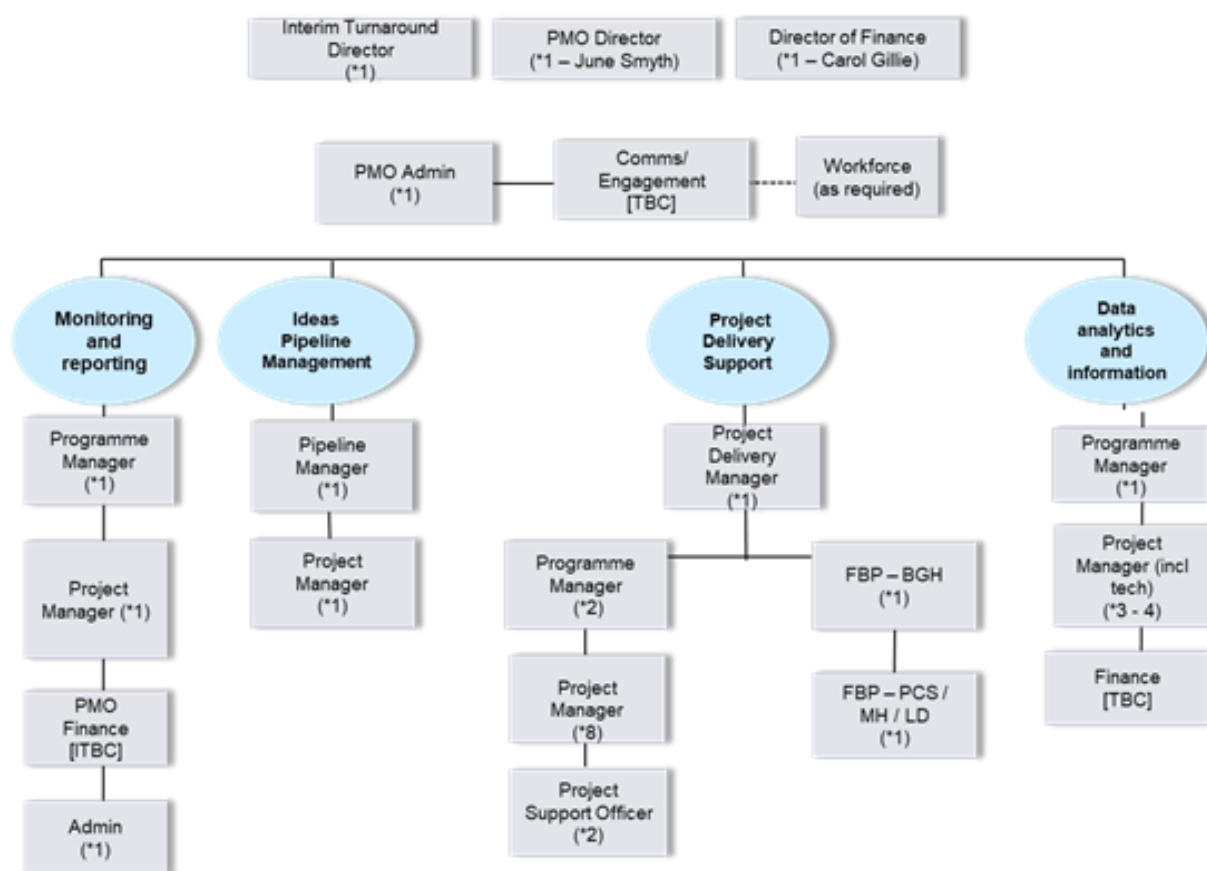 Interim Turnaround
Director
(*1)
PMO Director
(*1 – June Smyth)
Director of Finance
(*1 – Carol Gillie)
PMO Admin
(*1)
Comms/
Engagement
[TBC]
Workforce
(as required)
Monitoring
and
reporting
Ideas
Pipeline
Management
Project
Delivery
Support
Data
analytics
and
information
Programme
Manager
(*1)
Project
Manager (*1)
PMO
Finance
[ITBC]
Admin
(*1)
Pipeline
Manager
(*1)
Project
Manager
(*1)
Project
Delivery
Manager
(*1)
Programme
Manager
(*2)
Project
Manager
(*8)
Project
Support Officer
(*2)
FBP – BGH
(*1)
FBP – PCS /
MH / LD
(*1)
Programme
Manager
(*1)
Project
Manager (incl
tech)
(*3 - 4)
Finance
[TBC]